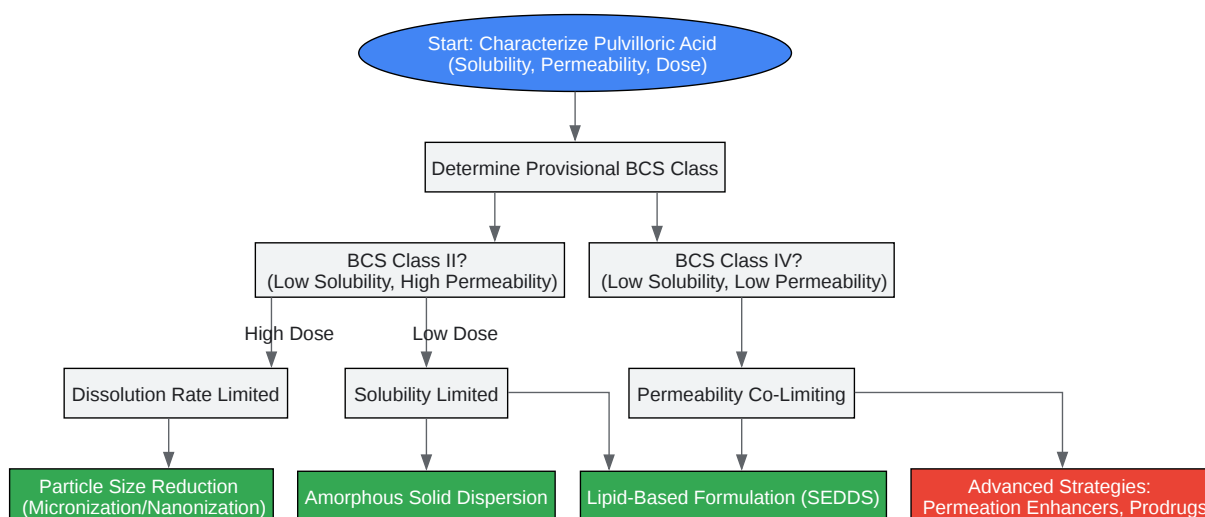 Start: Characterize Pulvilloric Acid
(Solubility, Permeability, Dose)
Determine Provisional BCS Class
BCS Class II?
(Low Solubility, High Permeability)
BCS Class IV?
(Low Solubility, Low Permeability)
High Dose
Low Dose
Dissolution Rate Limited
Solubility Limited
Permeability Co-Limiting
Particle Size Reduction
(Micronization/Nanonization)
Amorphous Solid Dispersion
Lipid-Based Formulation (SEDDS)
Advanced Strategies:
Permeation Enhancers, Prodrugs